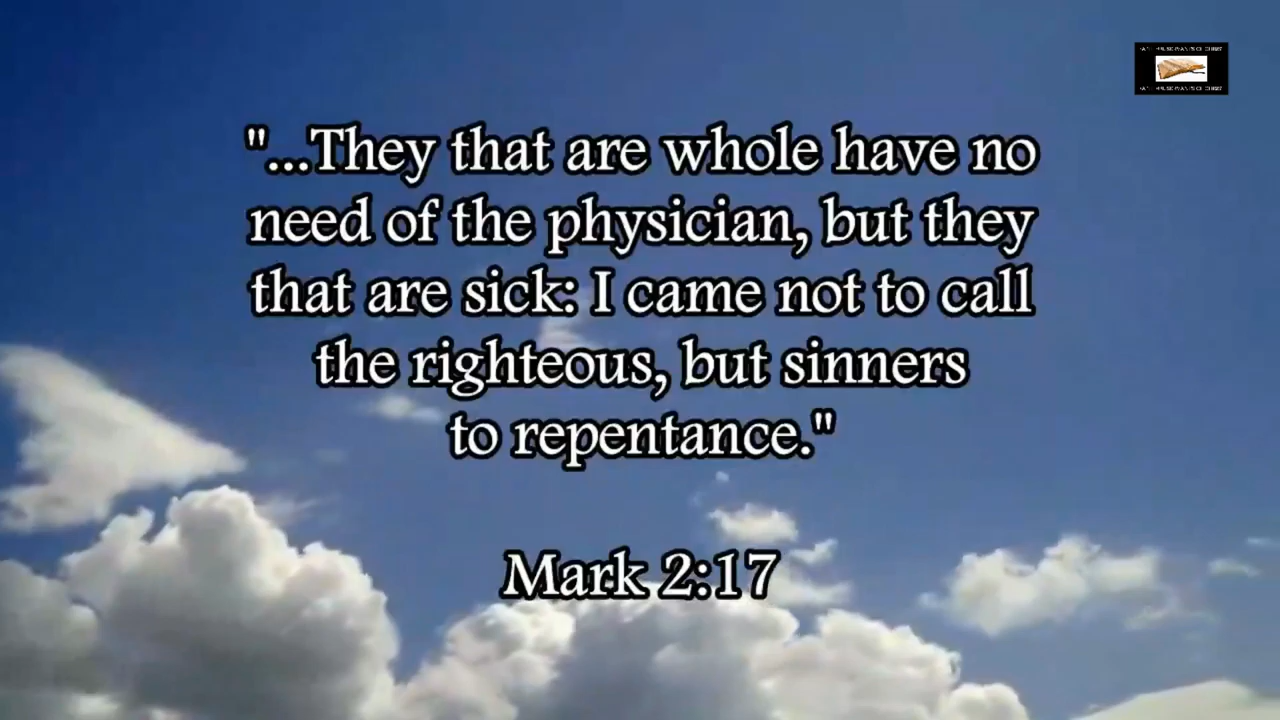 "...They that are whole have no
need of the physician, but they
that are sick: I came not to call
the righteous, but sinners
to repentance."
Mark 2:17